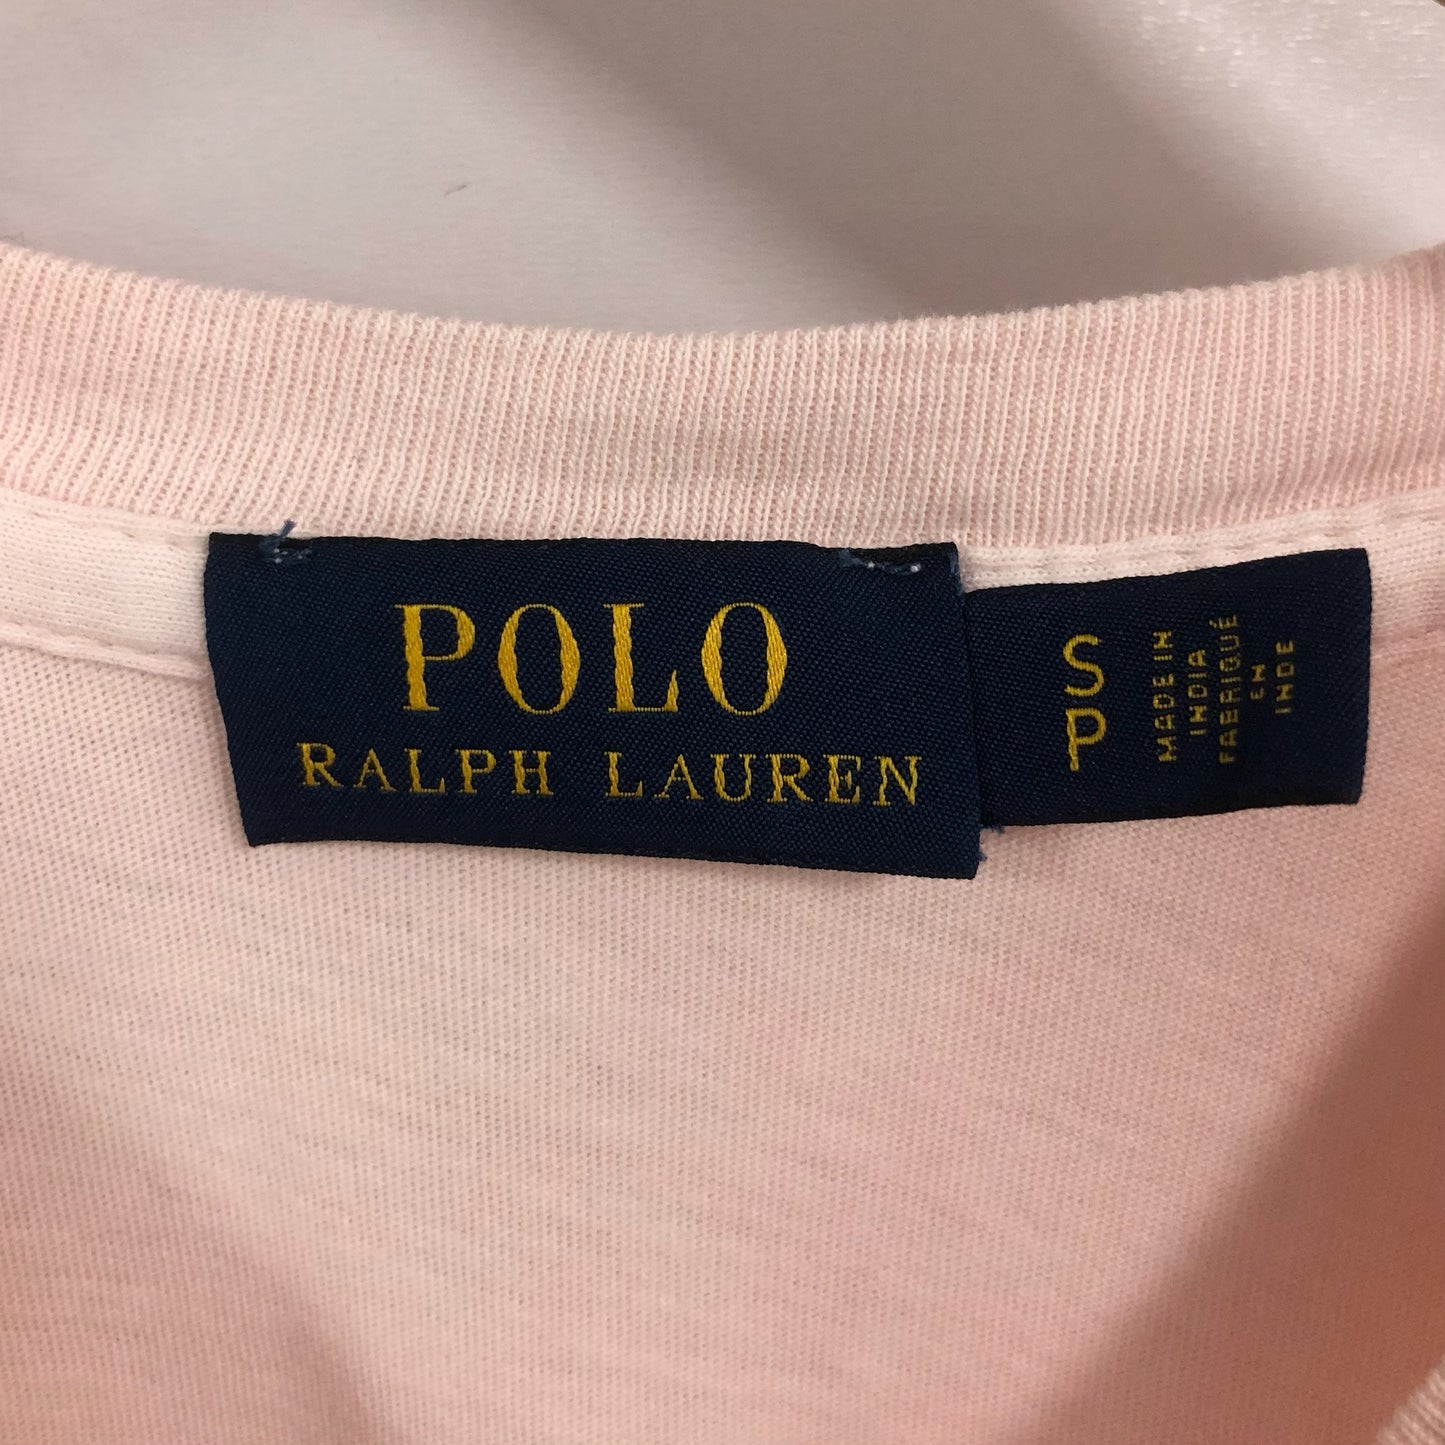 POLO
RALPH LAUREN
S
P
MADE IN
INDIA
FABRIQUÉ
EN
INDE